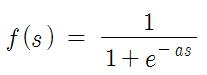 f(s) = 1 / (1 + e^{-as})